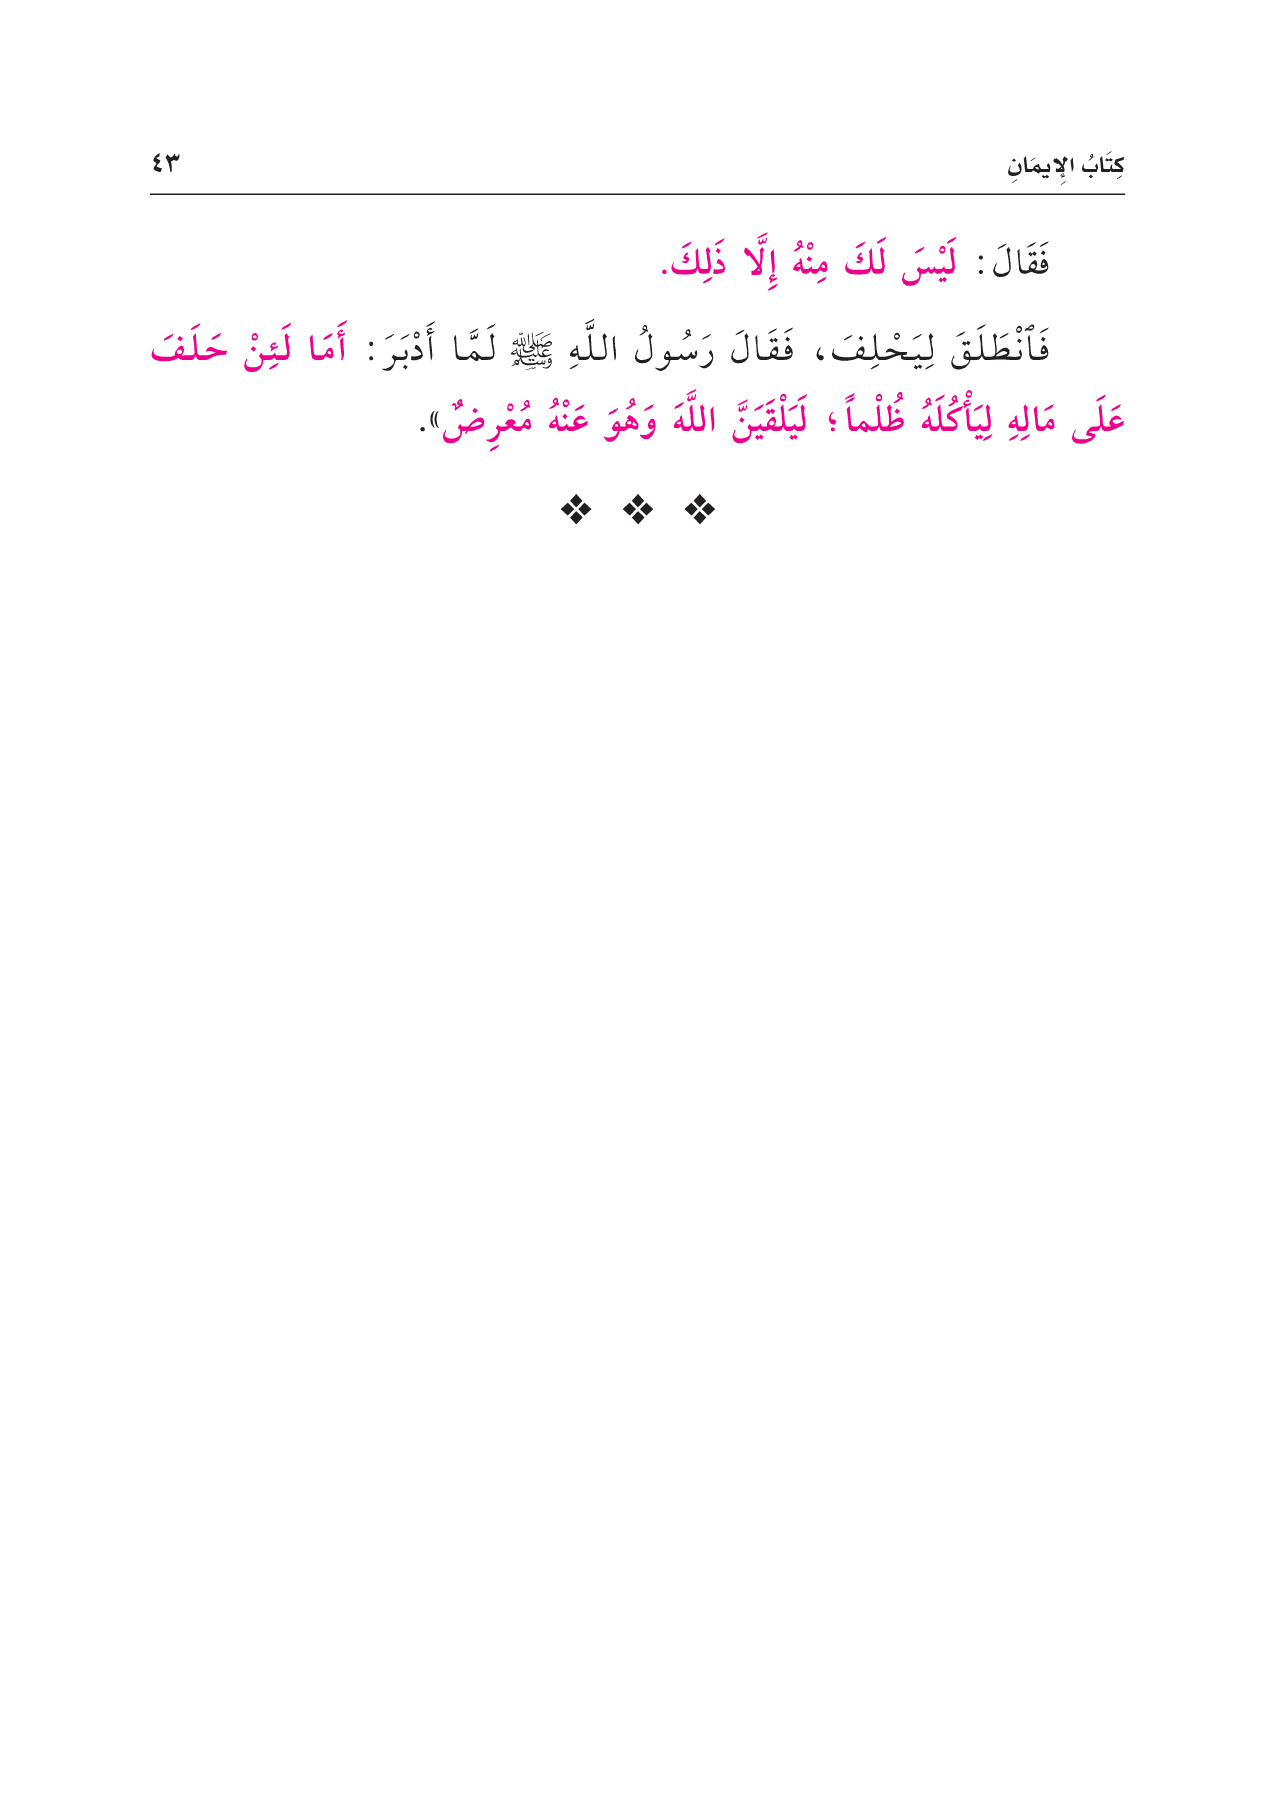 كِتَابُ الإِيمَانِ ٤٣
فَقَالَ: لَيْسَ لَكَ مِنْهُ إِلَّا ذَلِكَ.
فَٱنْطَلَقَ لِيَحْلِفَ، فَقَالَ رَسُولُ اللَّهِ ﷺ لَمَّا أَدْبَرَ: أَمَا لَئِنْ حَلَفَ
عَلَى مَالِهِ لِيَأْكُلَهُ ظُلْماً؛ لَيَلْقَيَنَّ اللَّهَ وَهُوَ عَنْهُ مُعْرِضٌ».